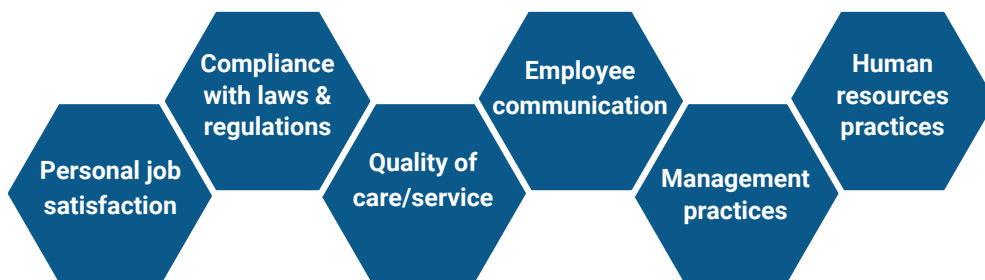 Personal job
satisfaction
Compliance
with laws &
regulations
Quality of
care/service
Employee
communication
Management
practices
Human
resources
practices